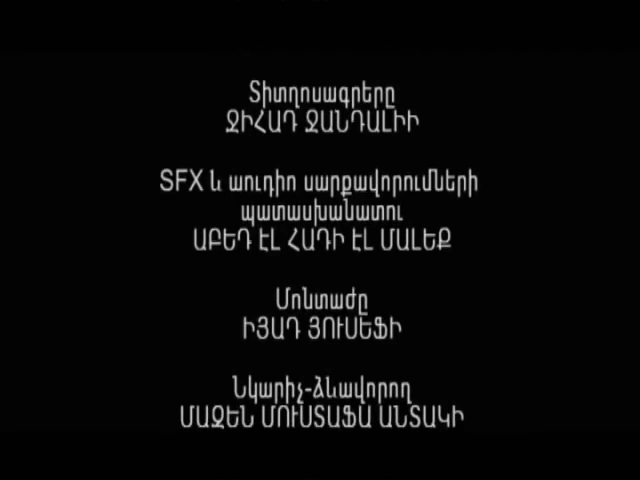 Տիտղոսագրերը
ՋԻՀԱԴ ՋԱՆԴԱԼԻԻ
SFX և աուդիո սարքավորումների
պատասխանատու
ԱԲԵԴ ԷԼ ՀԱԴԻ ԷԼ ՄԱԼԵՔ
Մոնտաժը
ԻՅԱԴ ՅՈՒՍԵՖԻ
Նկարիչ-ձևավորող
ՄԱԶԵՆ ՄՈՒՍՏԱՖԱ ԱՆՏԱԿԻ